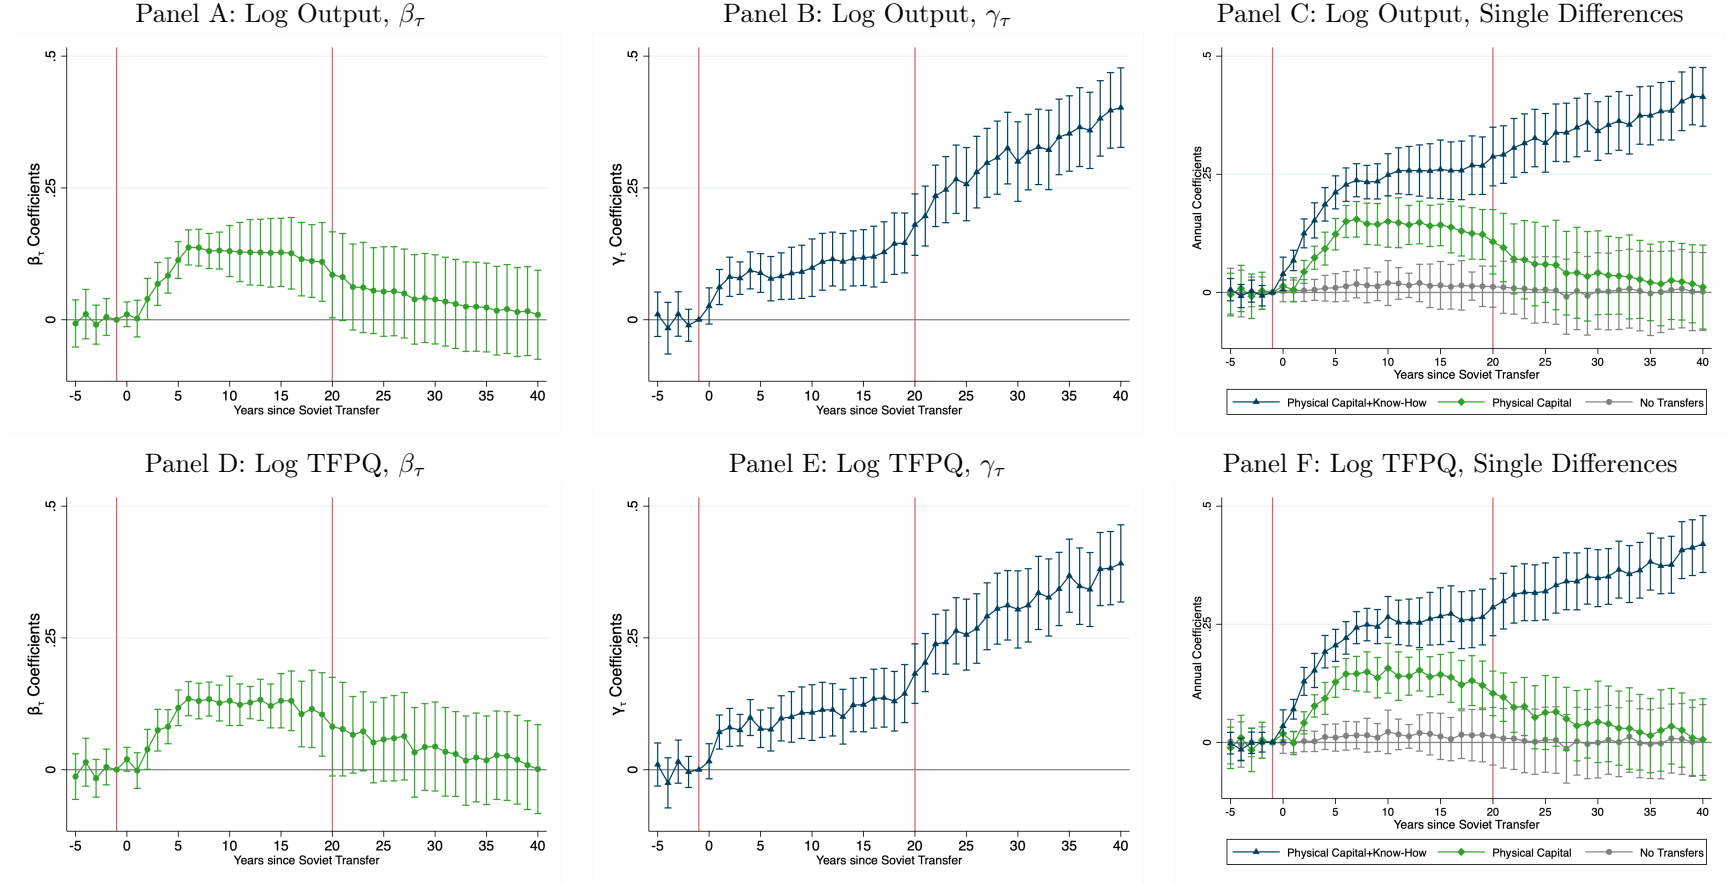 Panel A: Log Output, βτ
Panel B: Log Output, γτ
Panel C: Log Output, Single Differences
.5
.25
0
βτ Coefficients
-5 0 5 10 15 20 25 30 35 40
Years since Soviet Transfer
.5
.25
0
γτ Coefficients
-5 0 5 10 15 20 25 30 35 40
Years since Soviet Transfer
.5
.25
0
Annual Coefficients
-5 0 5 10 15 20 25 30 35 40
Years since Soviet Transfer
Physical Capital+Know-How Physical Capital No Transfers
Panel D: Log TFPQ, βτ
Panel E: Log TFPQ, γτ
Panel F: Log TFPQ, Single Differences
.5
.25
0
βτ Coefficients
-5 0 5 10 15 20 25 30 35 40
Years since Soviet Transfer
.5
.25
0
γτ Coefficients
-5 0 5 10 15 20 25 30 35 40
Years since Soviet Transfer
.5
.25
0
Annual Coefficients
-5 0 5 10 15 20 25 30 35 40
Years since Soviet Transfer
Physical Capital+Know-How Physical Capital No Transfers